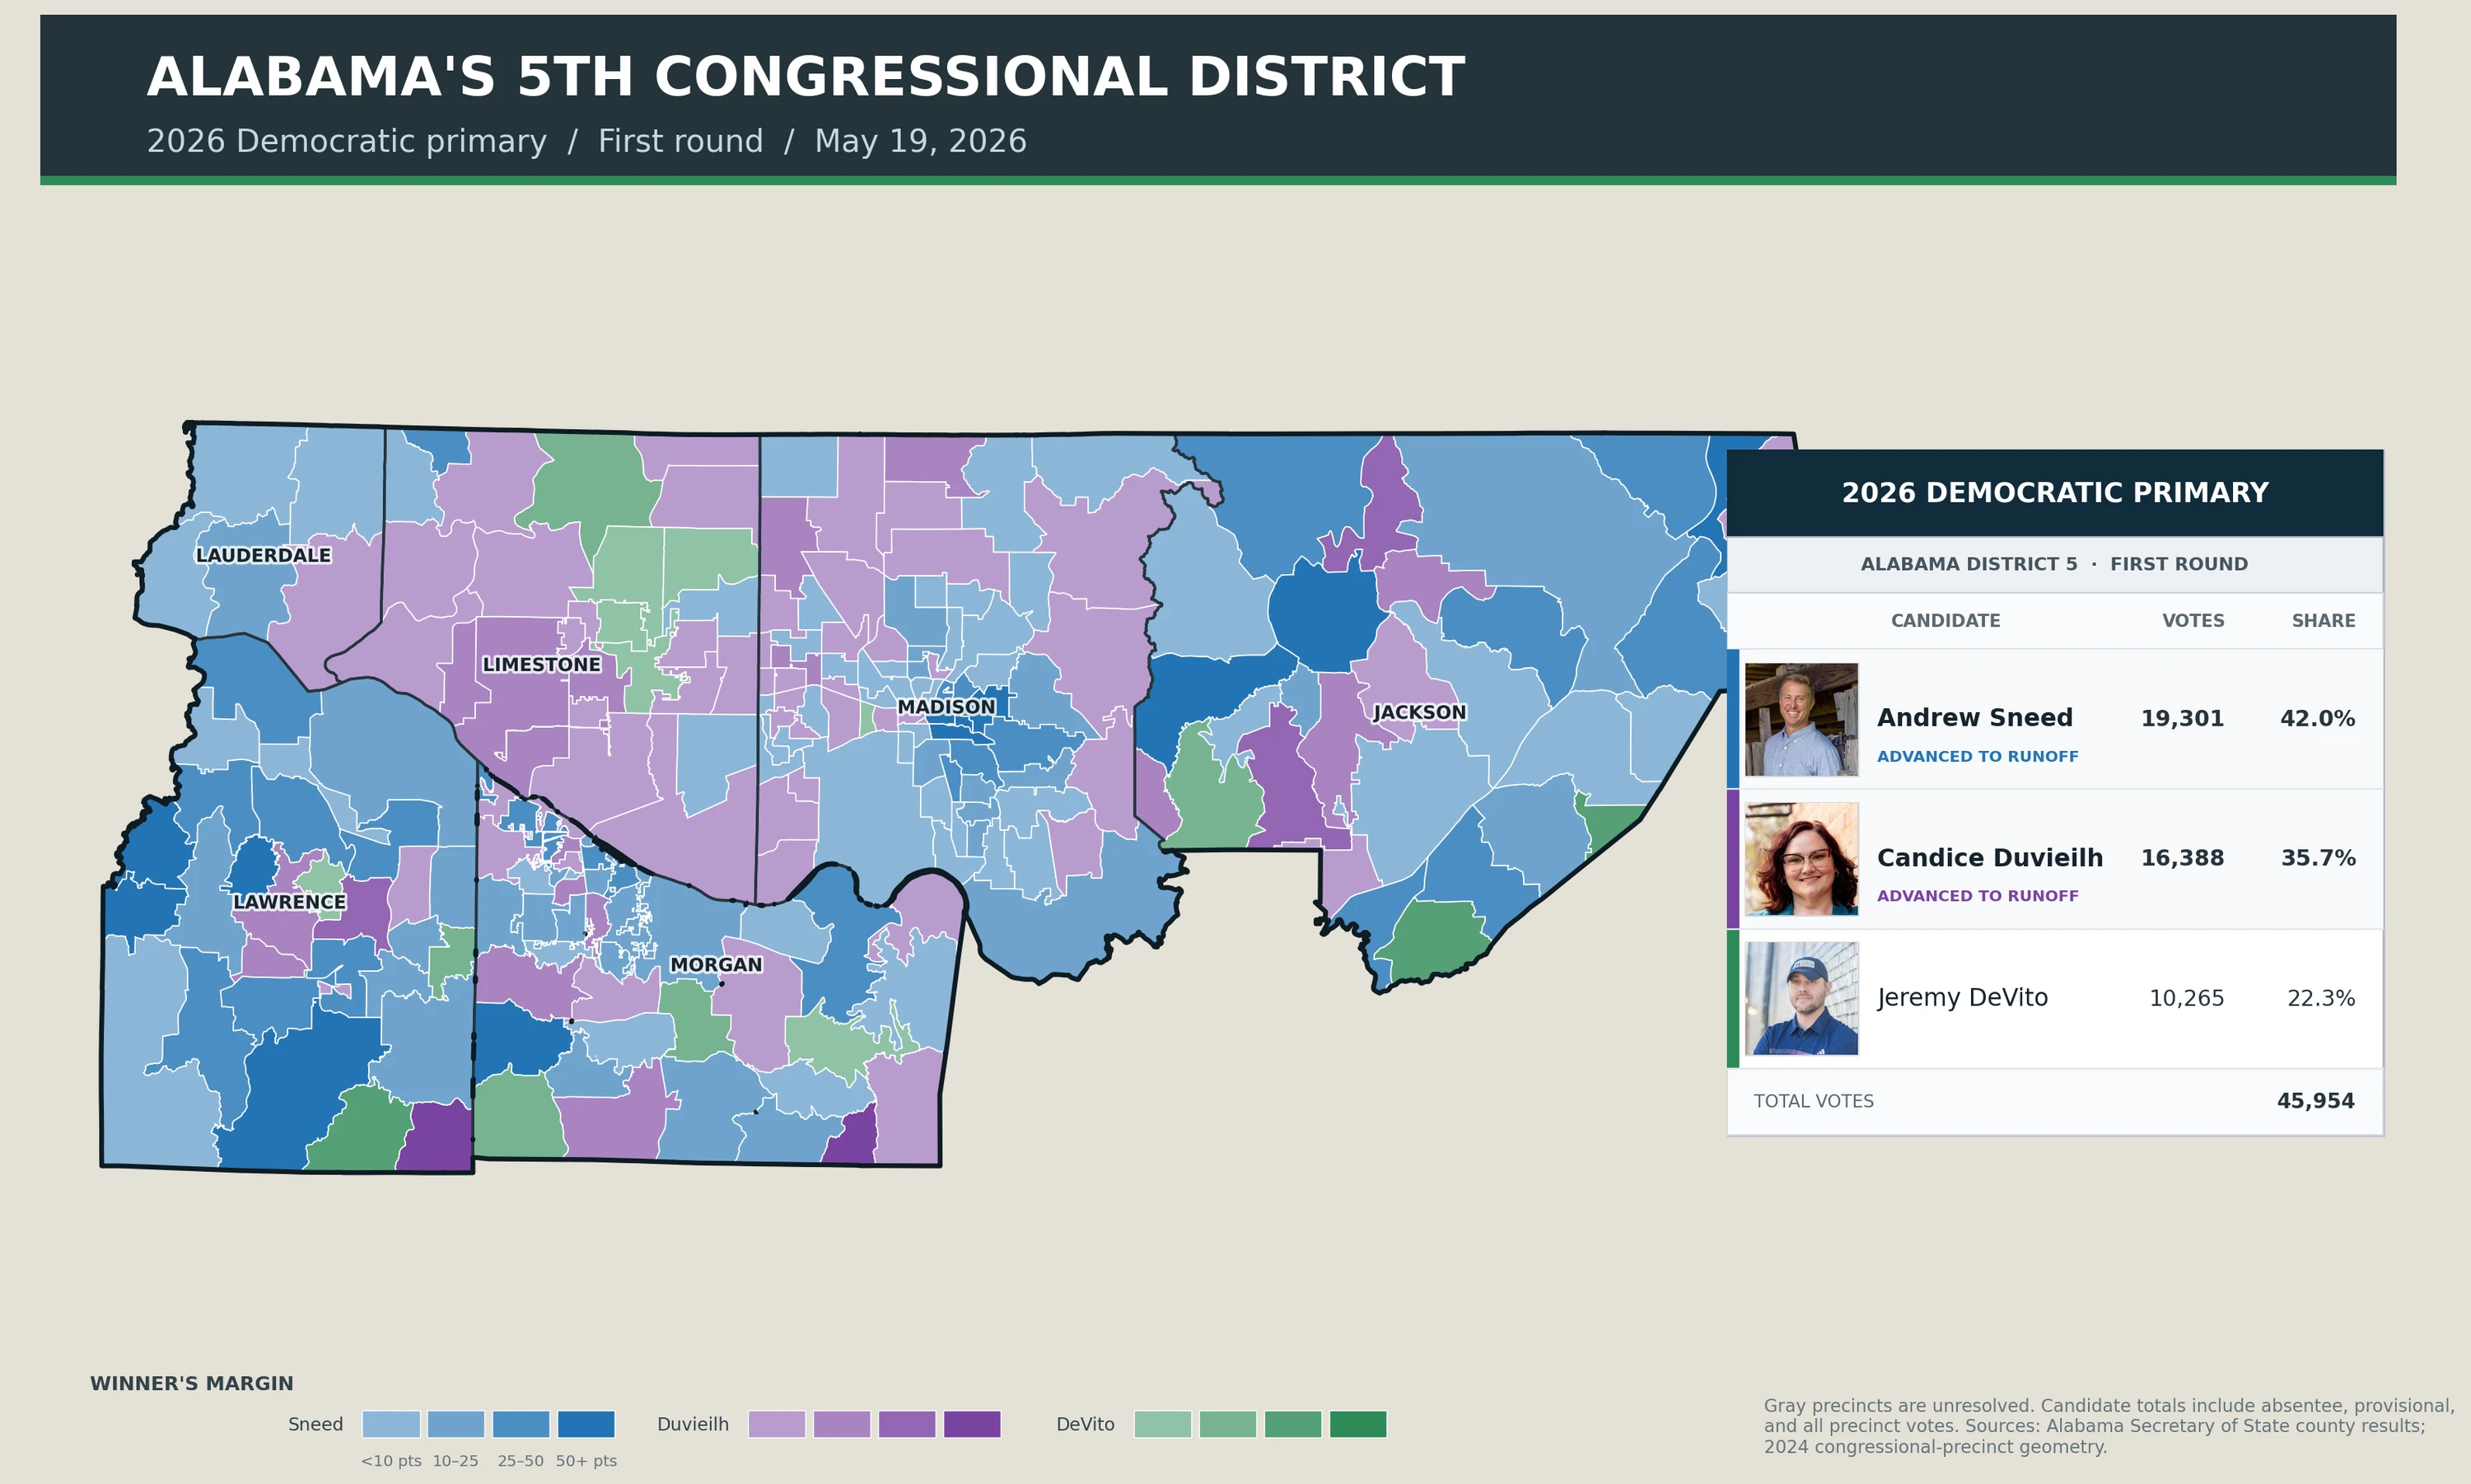 ALABAMA'S 5TH CONGRESSIONAL DISTRICT
2026 Democratic primary / First round / May 19, 2026
LAUDERDALE
LIMESTONE
MADISON
JACKSON
LAWRENCE
MORGAN
2026 DEMOCRATIC PRIMARY
ALABAMA DISTRICT 5 · FIRST ROUND
CANDIDATE VOTES SHARE
Andrew Sneed 19,301 42.0%
ADVANCED TO RUNOFF
Candice Duvieilh 16,388 35.7%
ADVANCED TO RUNOFF
Jeremy DeVito 10,265 22.3%
TOTAL VOTES 45,954
WINNER'S MARGIN
Sneed Duvieilh DeVito
<10 pts 10–25 25–50 50+ pts
Gray precincts are unresolved. Candidate totals include absentee, provisional,
and all precinct votes. Sources: Alabama Secretary of State county results;
2024 congressional-precinct geometry.